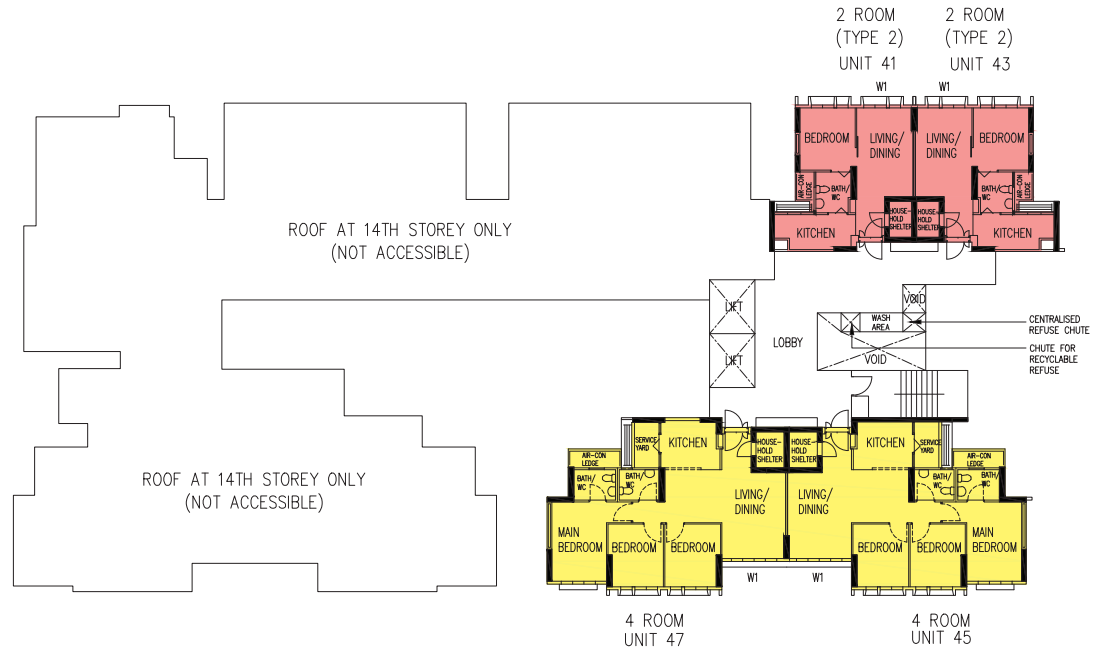 2 ROOM
(TYPE 2)
UNIT 41
2 ROOM
(TYPE 2)
UNIT 43
W1
W1
BEDROOM
LIVING/
DINING
LIVING/
DINING
BEDROOM
AIR-CON
LEDGE
BATH/
WC
BATH/
WC
AIR-CON
LEDGE
HOUSE-
HOLD
SHELTER
HOUSE-
HOLD
SHELTER
KITCHEN
KITCHEN
ROOF AT 14TH STOREY ONLY
(NOT ACCESSIBLE)
LIFT
LIFT
LOBBY
VOID
WASH
AREA
VOID
CENTRALISED
REFUSE CHUTE
CHUTE FOR
RECYCLABLE
REFUSE
ROOF AT 14TH STOREY ONLY
(NOT ACCESSIBLE)
AIR-CON
LEDGE
SERVICE
YARD
KITCHEN
HOUSE-
HOLD
SHELTER
HOUSE-
HOLD
SHELTER
KITCHEN
SERVICE
YARD
AIR-CON
LEDGE
BATH/
WC
BATH/
WC
LIVING/
DINING
LIVING/
DINING
BATH/
WC
BATH/
WC
MAIN
BEDROOM
BEDROOM
BEDROOM
BEDROOM
BEDROOM
MAIN
BEDROOM
W1
W1
4 ROOM
UNIT 47
4 ROOM
UNIT 45